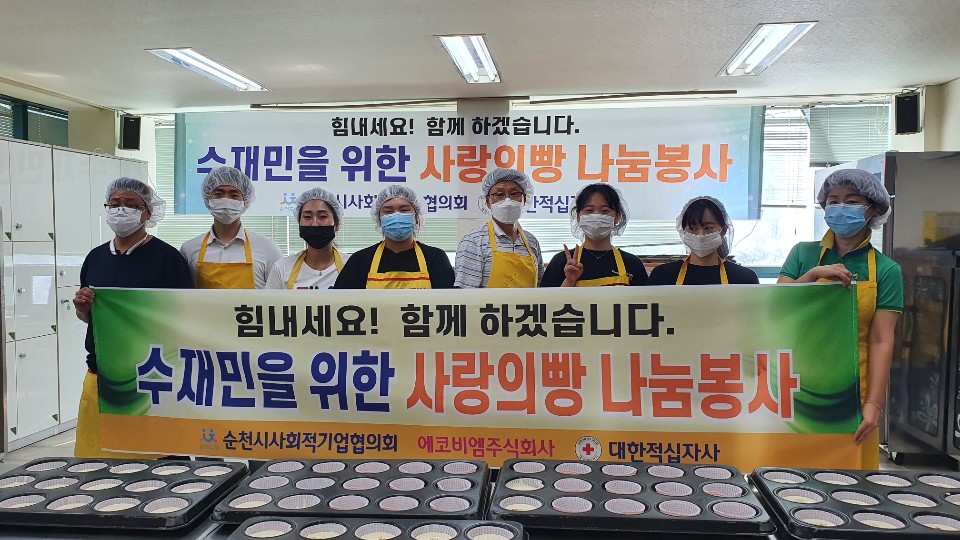 힘내세요! 함께 하겠습니다.
수재민을 위한 사랑의빵 나눔봉사
힘내세요! 함께 하겠습니다.
수재민을 위한 사랑의빵 나눔봉사
순천시사회적기업협의회 에코비엠주식회사 대한적십자사